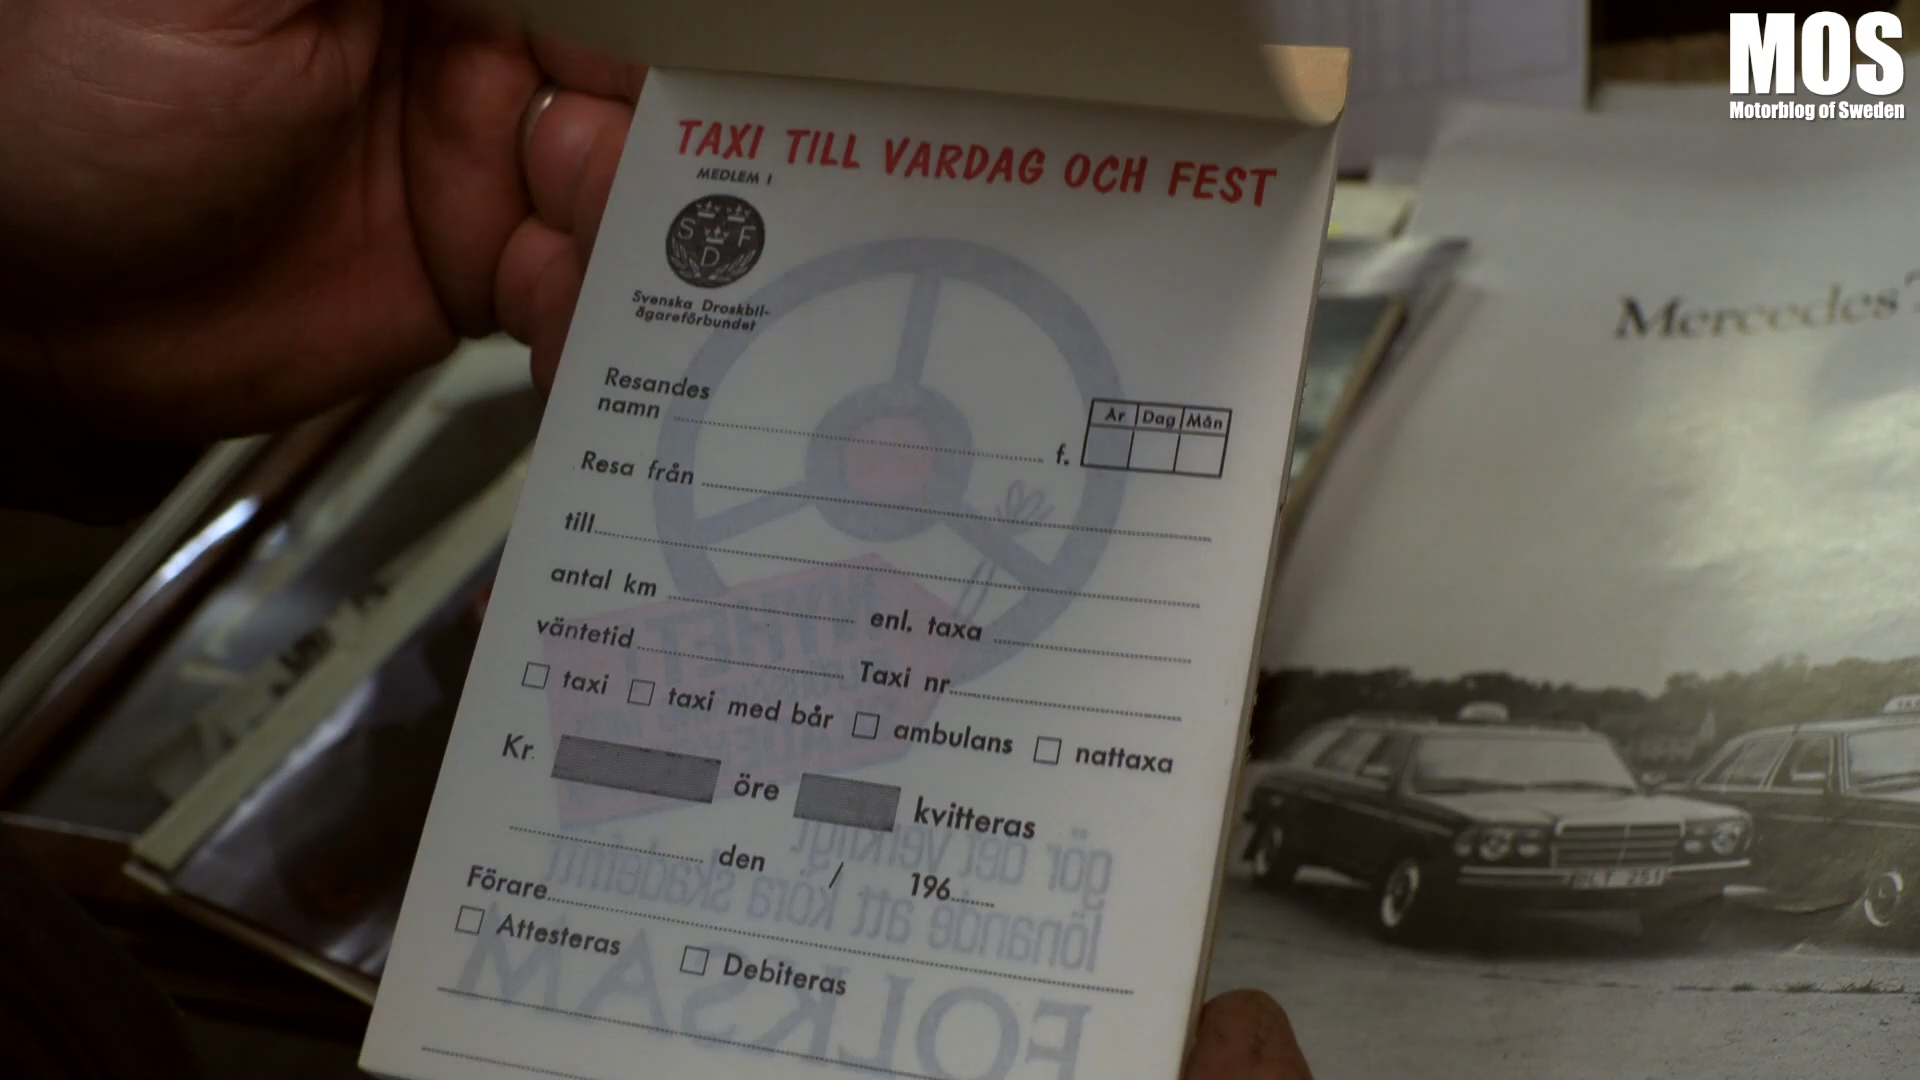 MOS
Motorblog of Sweden
TAXI TILL VARDAG OCH FEST
MEDLEM I
S F
D
Svenska Droskbil-
ägareförbundet
Resandes
namn
f.
År Dag Mån
Resa från
till
antal km
enl. taxa
väntetid
Taxi nr
taxi
taxi med bår
ambulans
nattaxa
Kr.
öre
kvitteras
den / 196
Förare
Attesteras
Debiteras
NYHET
gör det verkligt
lönande att köra skadefritt
FOLKSAM
Mercedes